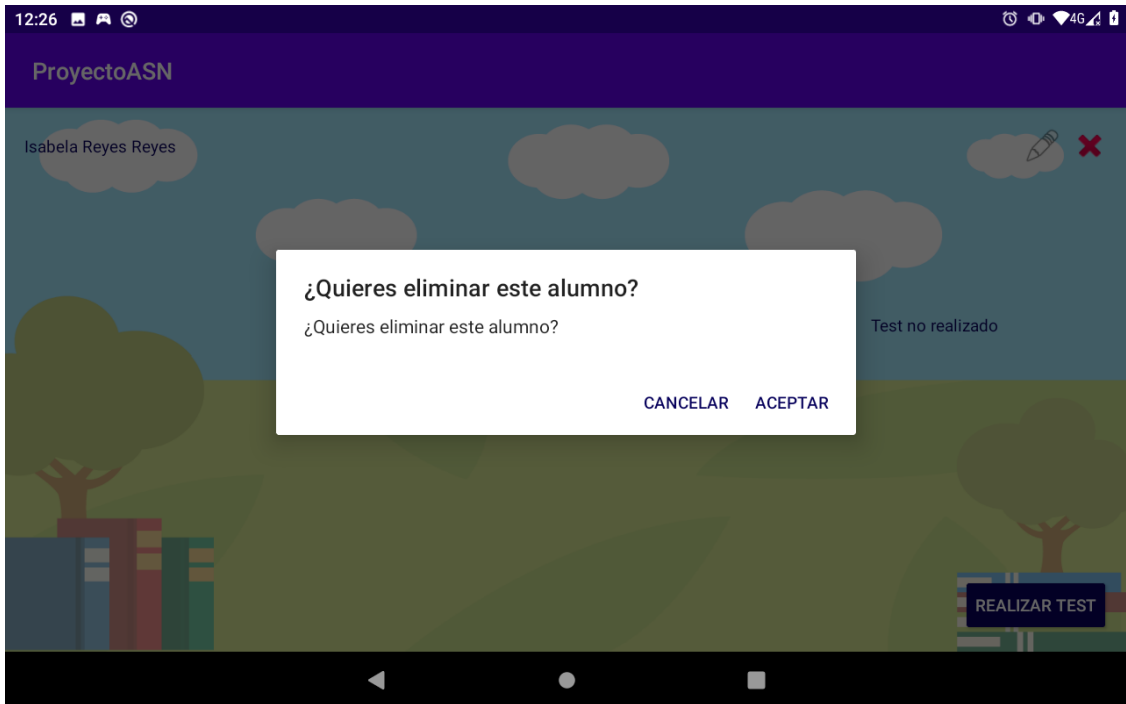 12:26
4G
ProyectoASN
Isabela Reyes Reyes
¿Quieres eliminar este alumno?
¿Quieres eliminar este alumno?
Test no realizado
CANCELAR ACEPTAR
REALIZAR TEST